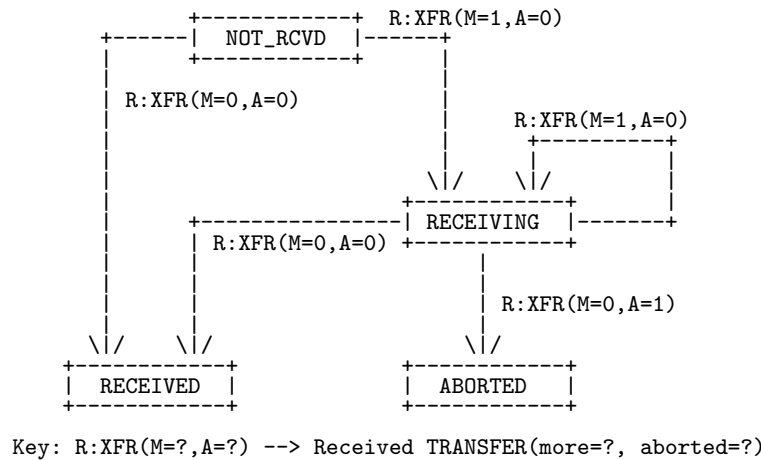 R:XFR(M=1,A=0)
NOT_RCVD
R:XFR(M=0,A=0)
R:XFR(M=1,A=0)
RECEIVING
R:XFR(M=0,A=0)
R:XFR(M=0,A=1)
RECEIVED
ABORTED
Key: R:XFR(M=?,A=?) --> Received TRANSFER(more=?, aborted=?)